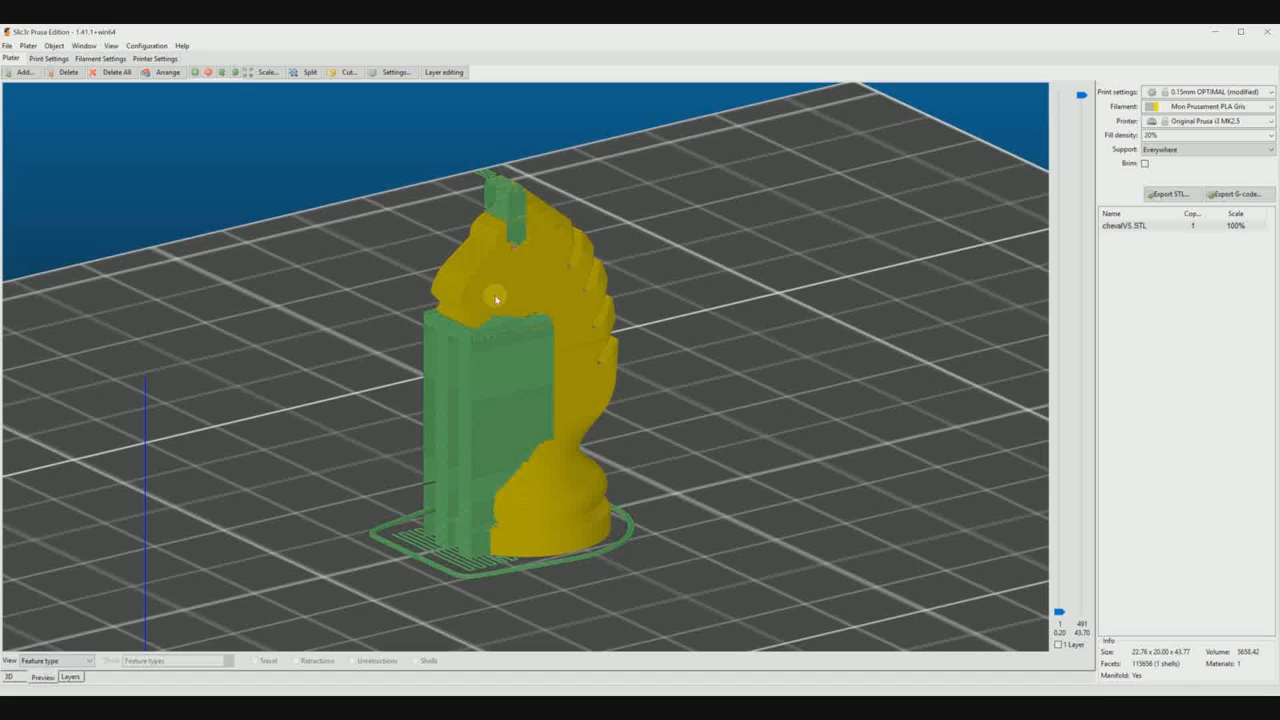 Slic3r Prusa Edition - 1.41.1+win64
File Plater Object Window View Configuration Help
Plater Print Settings Filament Settings Printer Settings
Add... Delete Delete All Arrange Scale... Split Cut... Settings... Layer editing
Print settings: 0.15mm OPTIMAL (modified)
Filament: Mon Prusament PLA Gris
Printer: Original Prusa i3 MK2.5
Fill density: 20%
Support: Everywhere
Brim:
Export STL... Export G-code...
Name Cop... Scale
chevalV5.STL 1 100%
1 491
0.20 43.70
1 Layer
Info
Size: 22.76 x 20.00 x 43.77 Volume: 5658.42
Facets: 115656 (1 shells) Materials: 1
Manifold: Yes
View Feature type Show Feature types Travel Retractions Unretractions Shells
3D Preview Layers